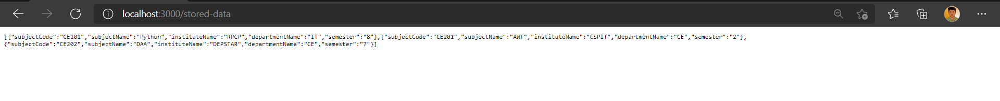 localhost:3000/stored-data
[{"subjectCode":"CE101","subjectName":"Python","instituteName":"RPCP","departmentName":"IT","semester":"8"},{"subjectCode":"CE201","subjectName":"AWT","instituteName":"CSPIT","departmentName":"CE","semester":"2"},
{"subjectCode":"CE202","subjectName":"DAA","instituteName":"DEPSTAR","departmentName":"CE","semester":"7"}]